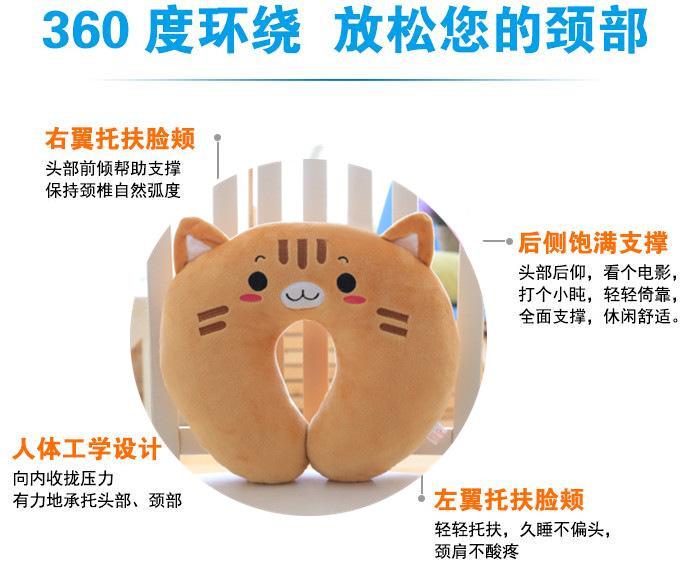 360 度环绕 放松您的颈部
右翼托扶脸颊
头部前倾帮助支撑
保持颈椎自然弧度
后侧饱满支撑
头部后仰，看个电影，
打个小盹，轻轻倚靠，
全面支撑，休闲舒适。
人体工学设计
向内收拢压力
有力地承托头部、颈部
左翼托扶脸颊
轻轻托扶，久睡不偏头，
颈肩不酸疼